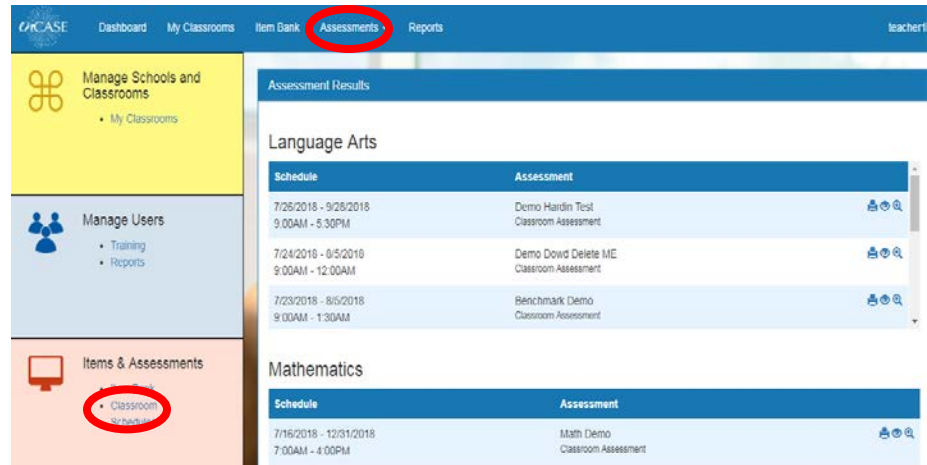 CASE Dashboard My Classrooms Item Bank Assessments Reports
Manage Schools and
Classrooms
• My Classrooms
Manage Users
• Training
• Reports
Items & Assessments
• Classroom
Assessment Results
Language Arts
Schedule Assessment
7/26/2018 - 9/28/2018 Demo Hardin Test
9:00AM - 5:30PM Classroom Assessment
7/24/2018 - 8/5/2018 Demo Dowd Delete ME
9:00AM - 12:00AM Classroom Assessment
7/23/2018 - 8/5/2018 Benchmark Demo
9:00AM - 1:30AM Classroom Assessment
Mathematics
Schedule Assessment
7/16/2018 - 12/31/2018 Math Demo
7:00AM - 4:00PM Classroom Assessment